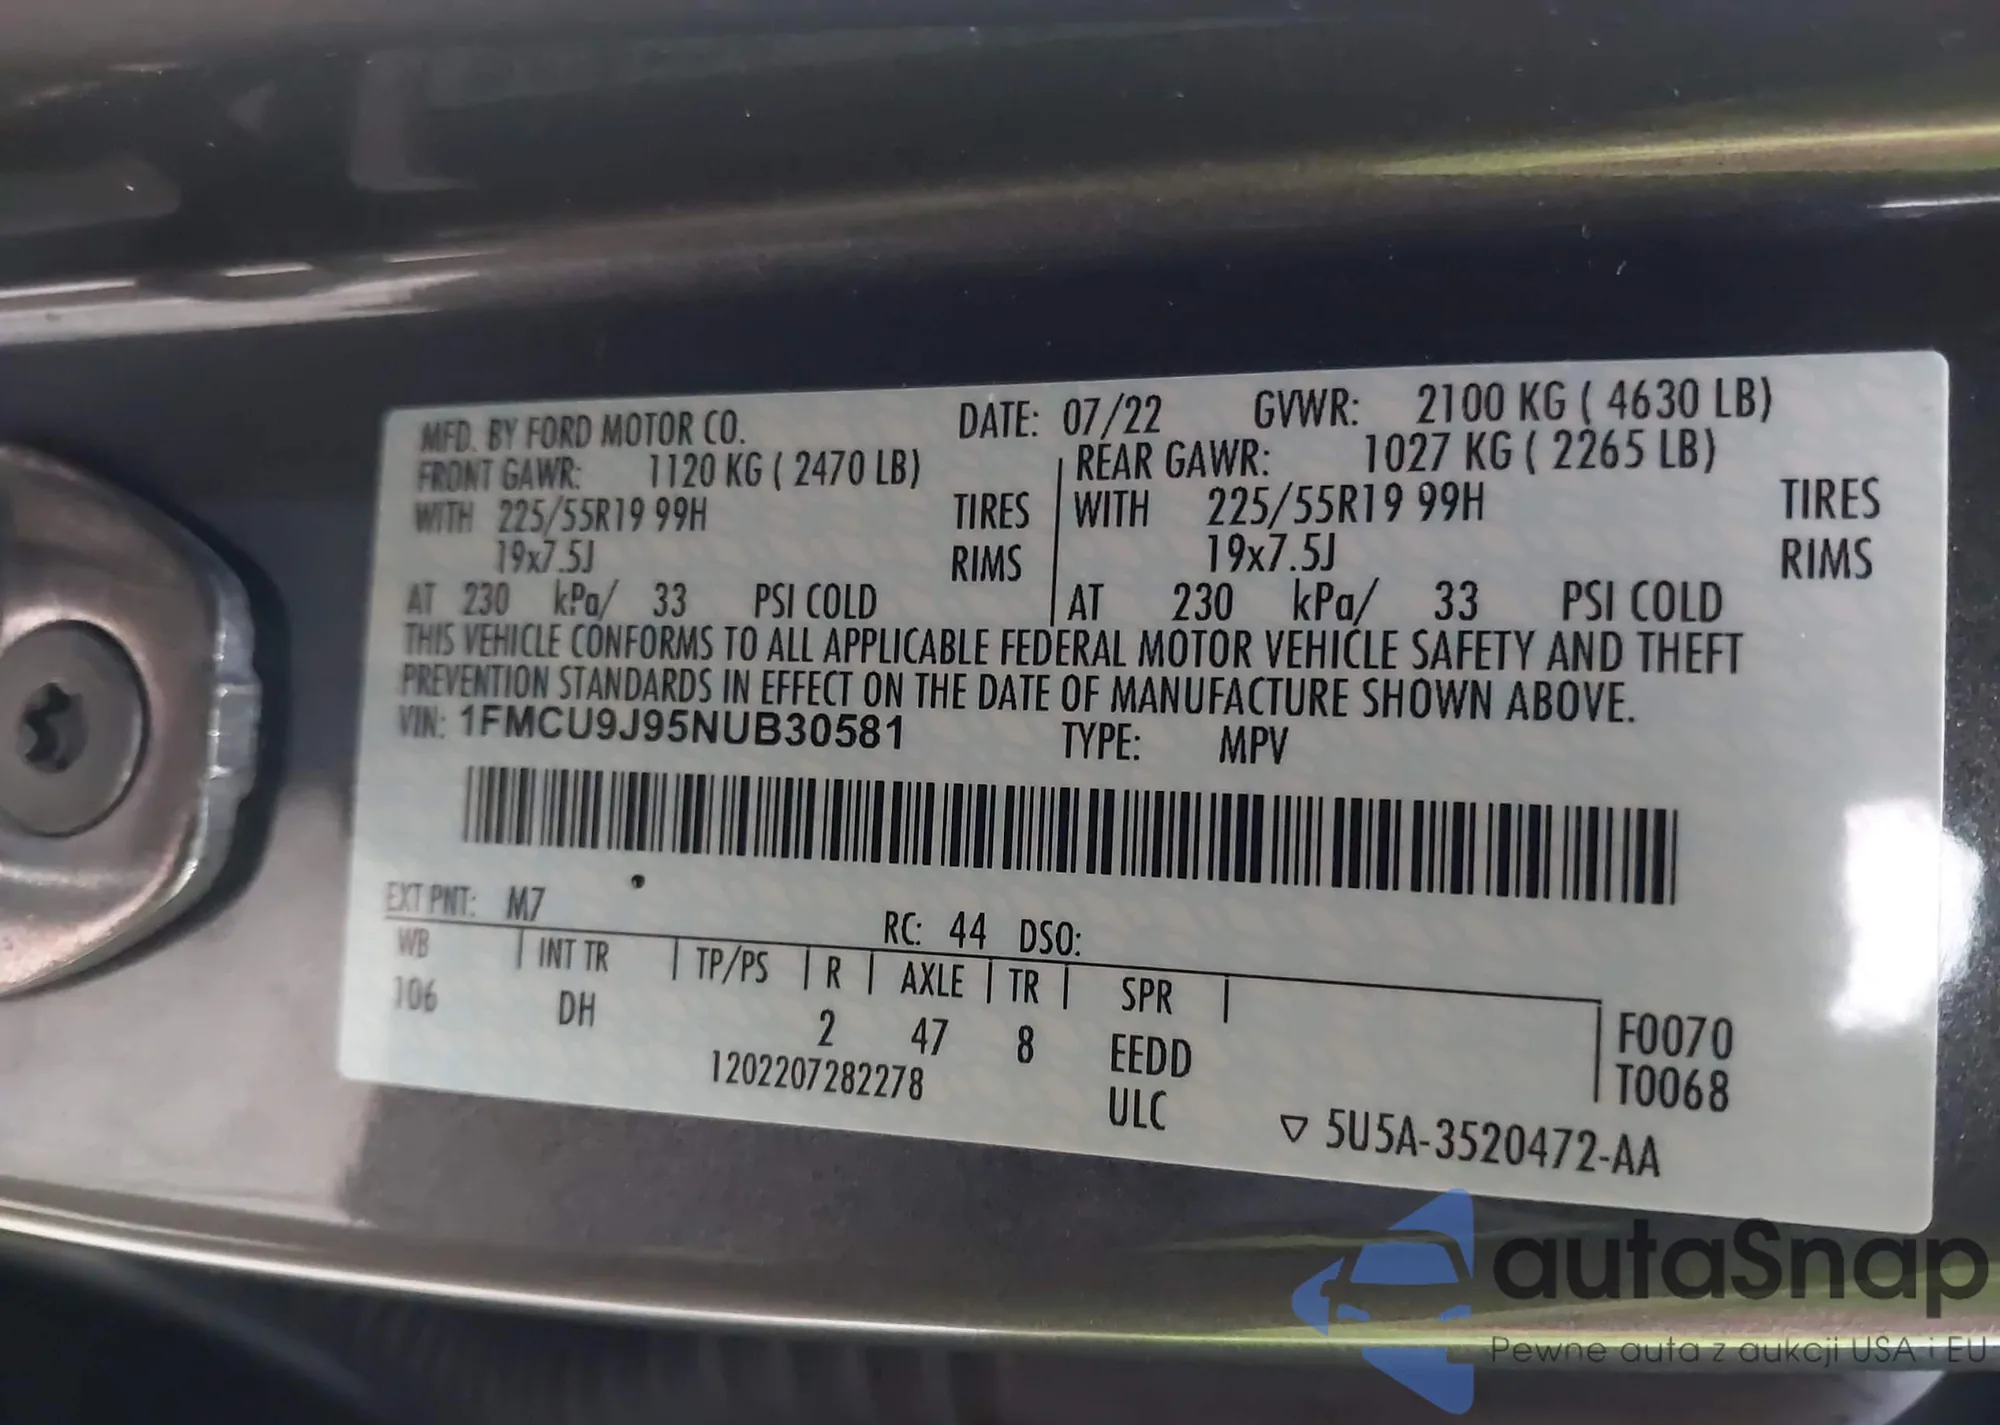 MFD. BY FORD MOTOR CO. DATE: 07/22 GVWR: 2100 KG ( 4630 LB)
FRONT GAWR: 1120 KG ( 2470 LB) REAR GAWR: 1027 KG ( 2265 LB)
WITH 225/55R19 99H TIRES WITH 225/55R19 99H TIRES
19x7.5J RIMS 19x7.5J RIMS
AT 230 kPa/ 33 PSI COLD AT 230 kPa/ 33 PSI COLD
THIS VEHICLE CONFORMS TO ALL APPLICABLE FEDERAL MOTOR VEHICLE SAFETY AND THEFT
PREVENTION STANDARDS IN EFFECT ON THE DATE OF MANUFACTURE SHOWN ABOVE.
VIN: 1FMCU9J95NUB30581 TYPE: MPV
EXT PNT: M7 RC: 44 DSO:
WB INT TR TP/PS R AXLE TR SPR
106 DH 2 47 8 EEDD F0070
1202207282278 ULC T0068
▽ 5U5A-3520472-AA
autaSnap
Pewne auta z aukcji USA i EU